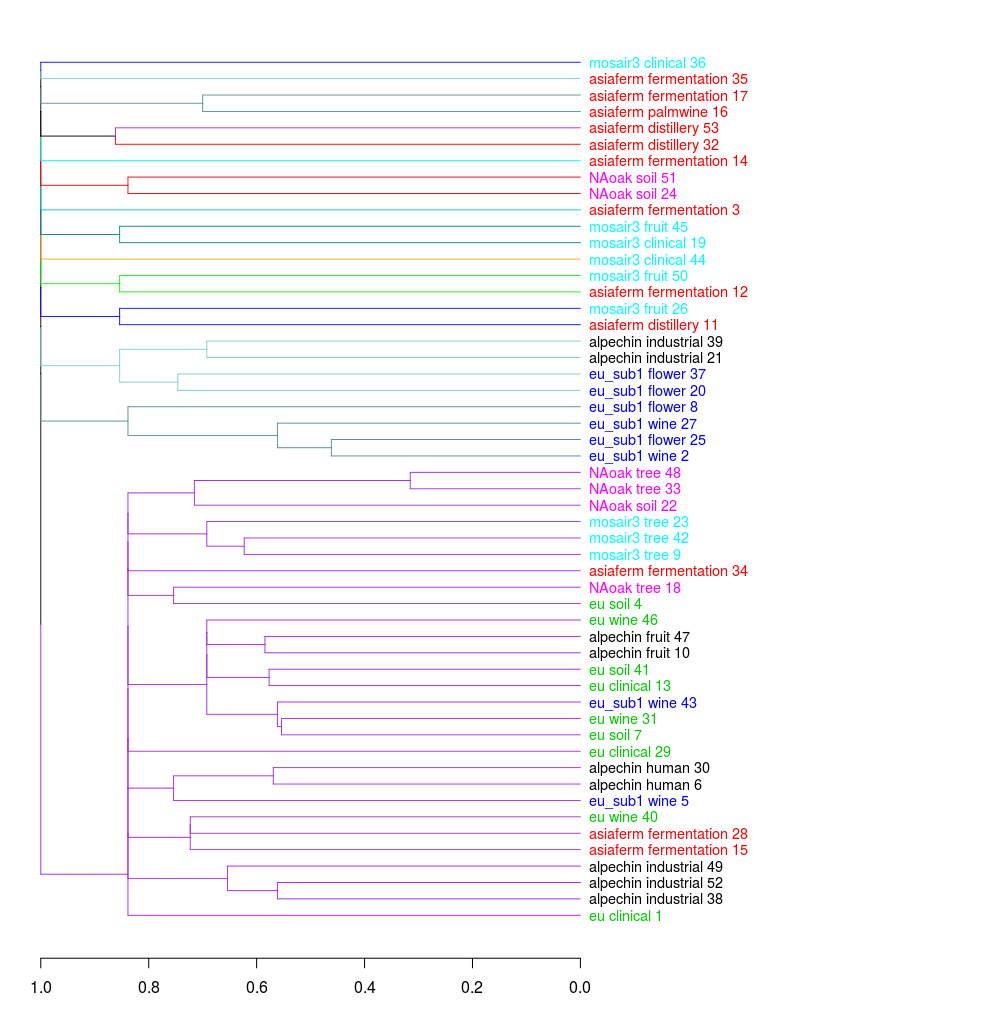 mosair3 clinical 36
asiaferm fermentation 35
asiaferm fermentation 17
asiaferm palmwine 16
asiaferm distillery 53
asiaferm distillery 32
asiaferm fermentation 14
NAoak soil 51
NAoak soil 24
asiaferm fermentation 3
mosair3 fruit 45
mosair3 clinical 19
mosair3 clinical 44
mosair3 fruit 50
asiaferm fermentation 12
mosair3 fruit 26
asiaferm distillery 11
alpechin industrial 39
alpechin industrial 21
eu_sub1 flower 37
eu_sub1 flower 20
eu_sub1 flower 8
eu_sub1 wine 27
eu_sub1 flower 25
eu_sub1 wine 2
NAoak tree 48
NAoak tree 33
NAoak soil 22
mosair3 tree 23
mosair3 tree 42
mosair3 tree 9
asiaferm fermentation 34
NAoak tree 18
eu soil 4
eu wine 46
alpechin fruit 47
alpechin fruit 10
eu soil 41
eu clinical 13
eu_sub1 wine 43
eu wine 31
eu soil 7
eu clinical 29
alpechin human 30
alpechin human 6
eu_sub1 wine 5
eu wine 40
asiaferm fermentation 28
asiaferm fermentation 15
alpechin industrial 49
alpechin industrial 52
alpechin industrial 38
eu clinical 1
1.0 0.8 0.6 0.4 0.2 0.0